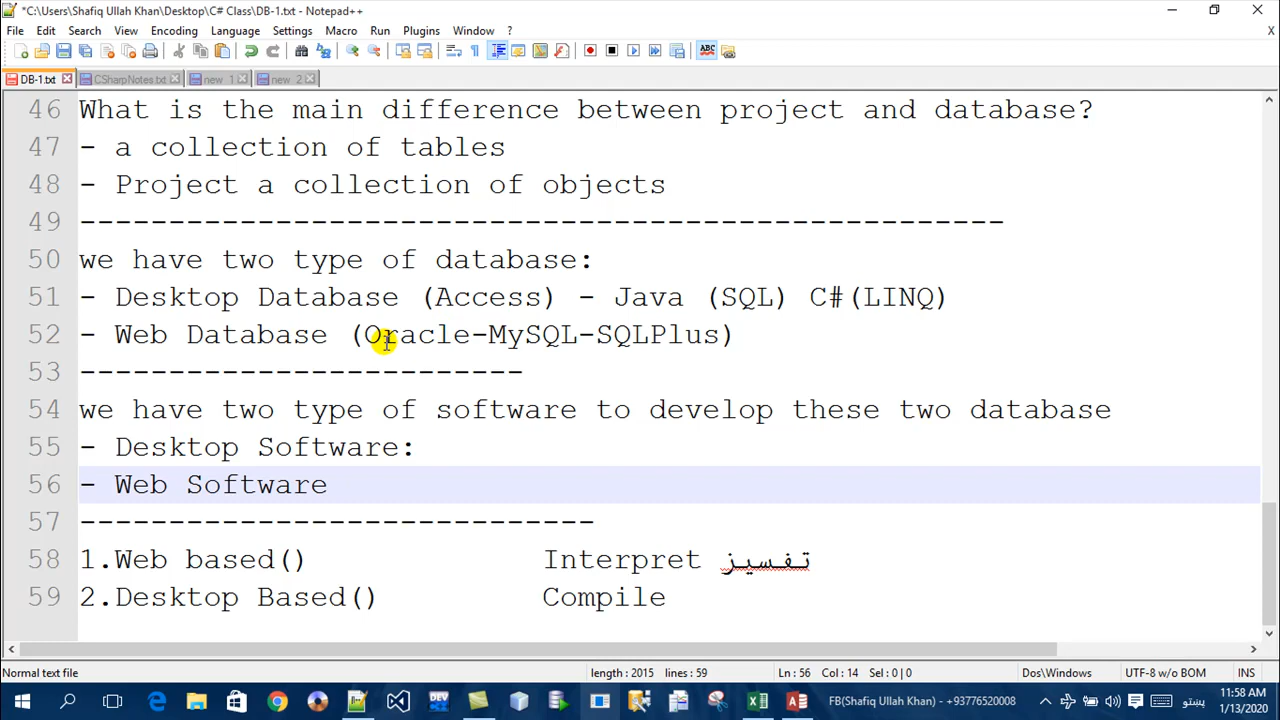 *C:\Users\Shafiq Ullah Khan\Desktop\C# Class\DB-1.txt - Notepad++
File Edit Search View Encoding Language Settings Macro Run Plugins Window ? X
DB-1.txt CSharpNotes.txt new 1 new 2
46 What is the main difference between project and database?
47 - a collection of tables
48 - Project a collection of objects
49 ----------------------------------------------------
50 we have two type of database:
51 - Desktop Database (Access) - Java (SQL) C#(LINQ)
52 - Web Database (Oracle-MySQL-SQLPlus)
53 -------------------------
54 we have two type of software to develop these two database
55 - Desktop Software:
56 - Web Software
57 -----------------------------
58 1.Web based() Interpret تفسیز
59 2.Desktop Based() Compile
Normal text file length : 2015 lines : 59 Ln : 56 Col : 14 Sel : 0 | 0 Dos\Windows UTF-8 w/o BOM INS
FB(Shafiq Ullah Khan) - +93776520008 پښتو 11:58 AM
1/13/2020